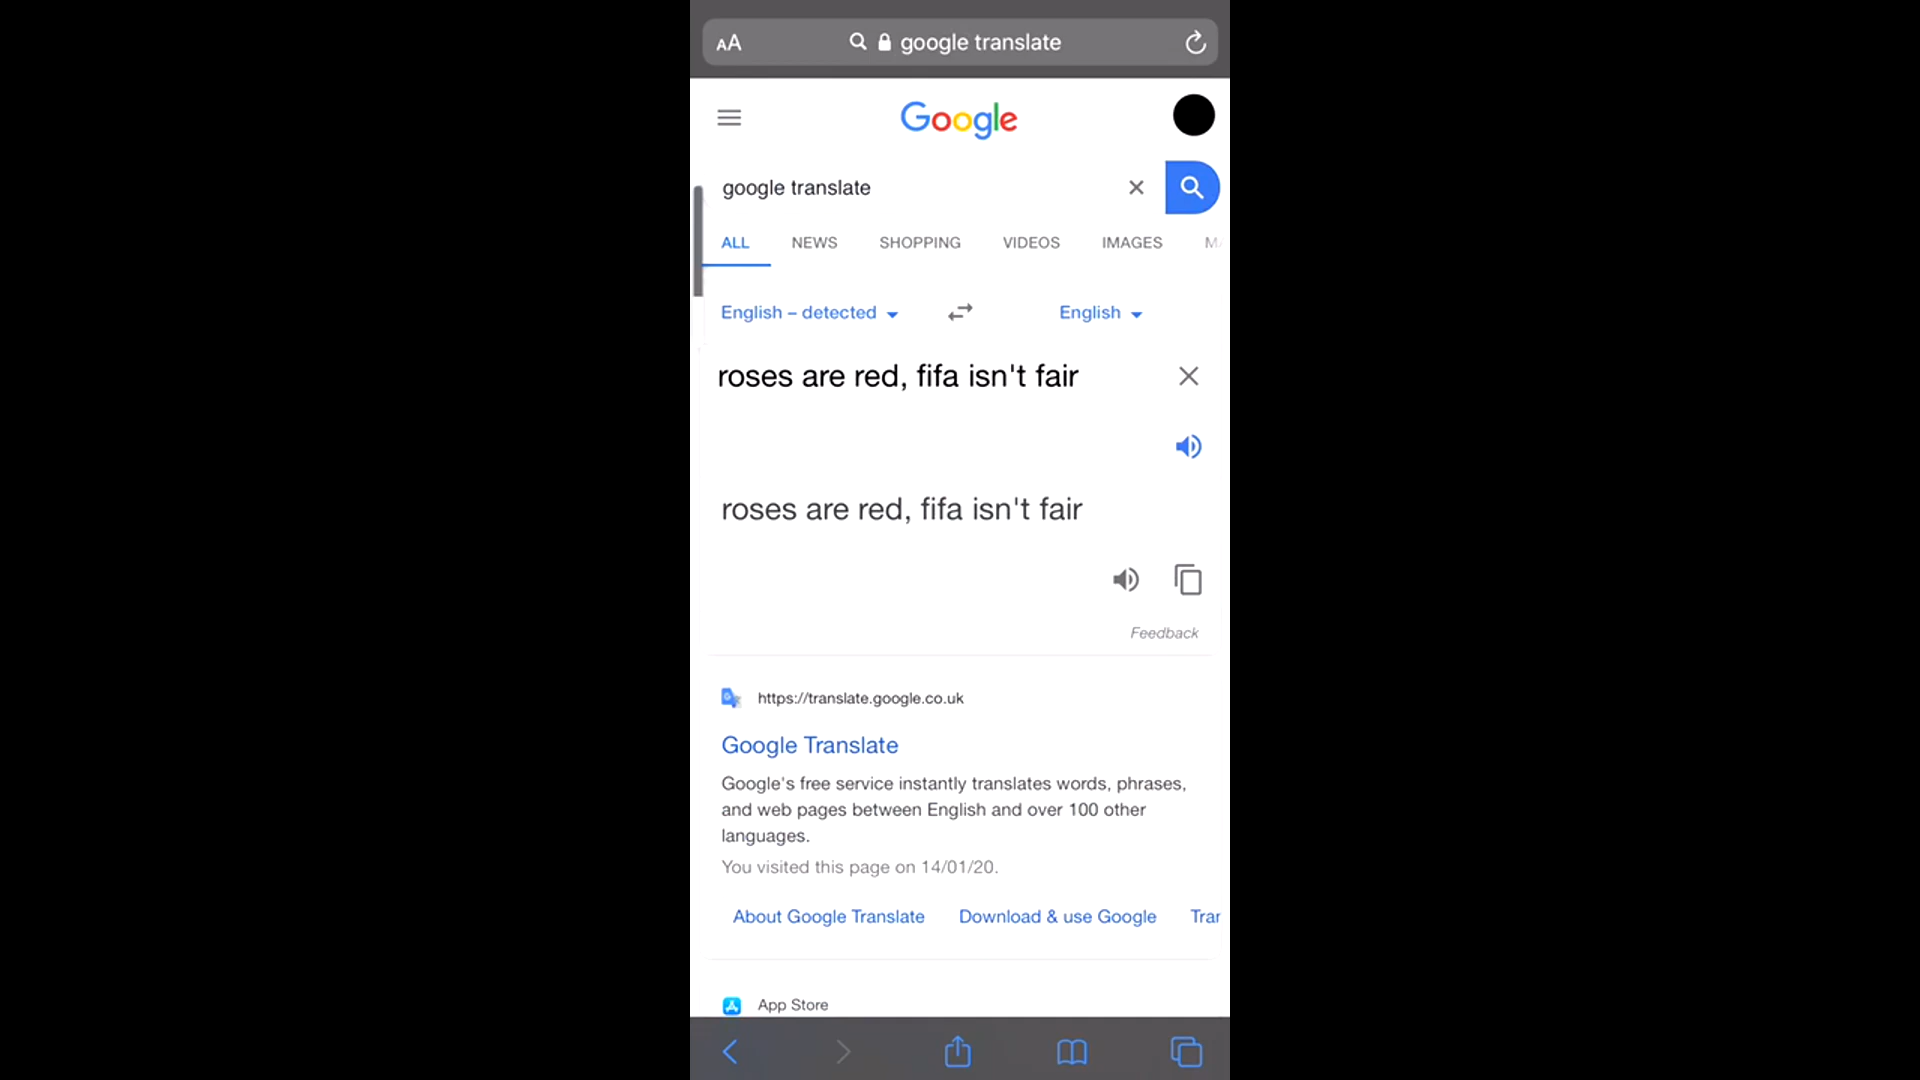 AA google translate
Google
google translate
ALL NEWS SHOPPING VIDEOS IMAGES
English – detected English
roses are red, fifa isn't fair
roses are red, fifa isn't fair
Feedback
https://translate.google.co.uk
Google Translate
Google's free service instantly translates words, phrases,
and web pages between English and over 100 other
languages.
You visited this page on 14/01/20.
About Google Translate Download & use Google
App Store